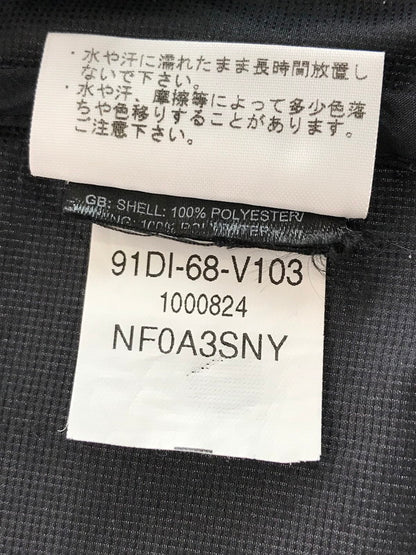 ・水や汗に濡れたまま長時間放置し
ないで下さい。
・水や汗、摩擦等によって多少色落
ちや色移りすることがあります。
ご注意下さい。
GB: SHELL: 100% POLYESTER/
100% POLYESTER/
91DI-68-V103
1000824
NF0A3SNY